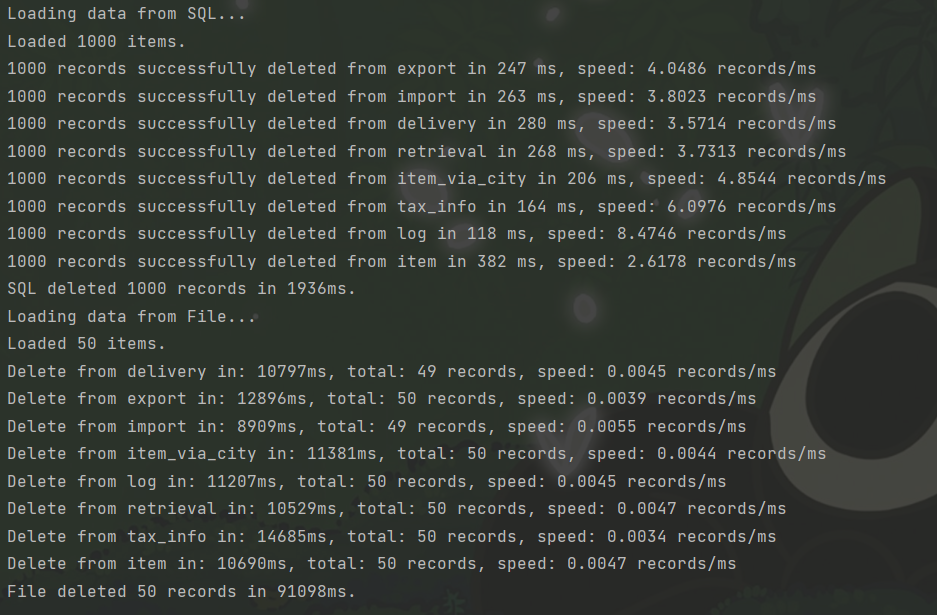 Loading data from SQL...
Loaded 1000 items.
1000 records successfully deleted from export in 247 ms, speed: 4.0486 records/ms
1000 records successfully deleted from import in 263 ms, speed: 3.8023 records/ms
1000 records successfully deleted from delivery in 280 ms, speed: 3.5714 records/ms
1000 records successfully deleted from retrieval in 268 ms, speed: 3.7313 records/ms
1000 records successfully deleted from item_via_city in 206 ms, speed: 4.8544 records/ms
1000 records successfully deleted from tax_info in 164 ms, speed: 6.0976 records/ms
1000 records successfully deleted from log in 118 ms, speed: 8.4746 records/ms
1000 records successfully deleted from item in 382 ms, speed: 2.6178 records/ms
SQL deleted 1000 records in 1936ms.
Loading data from File...
Loaded 50 items.
Delete from delivery in: 10797ms, total: 49 records, speed: 0.0045 records/ms
Delete from export in: 12896ms, total: 50 records, speed: 0.0039 records/ms
Delete from import in: 8909ms, total: 49 records, speed: 0.0055 records/ms
Delete from item_via_city in: 11381ms, total: 50 records, speed: 0.0044 records/ms
Delete from log in: 11207ms, total: 50 records, speed: 0.0045 records/ms
Delete from retrieval in: 10529ms, total: 50 records, speed: 0.0047 records/ms
Delete from tax_info in: 14685ms, total: 50 records, speed: 0.0034 records/ms
Delete from item in: 10690ms, total: 50 records, speed: 0.0047 records/ms
File deleted 50 records in 91098ms.